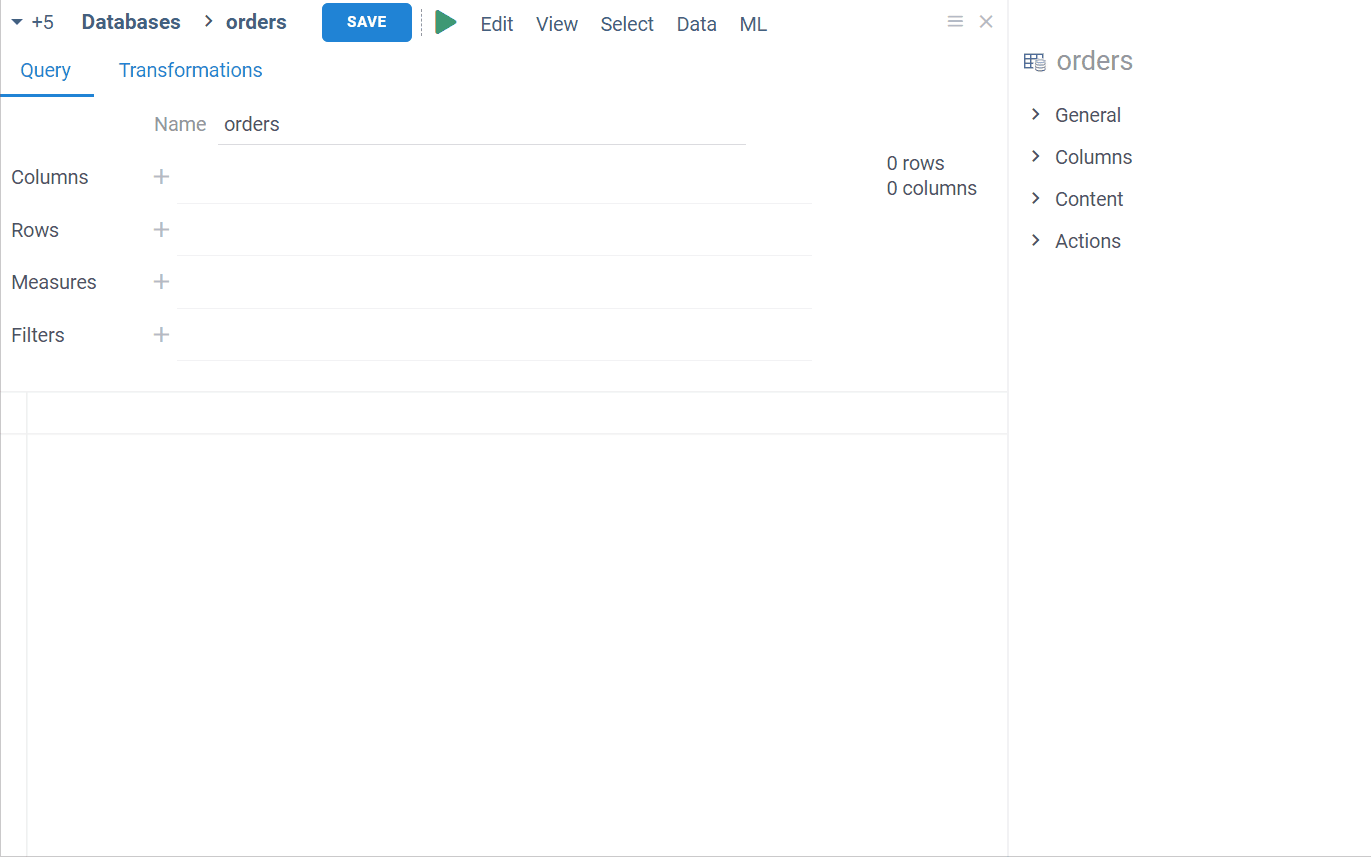 +5 Databases > orders SAVE Edit View Select Data ML
Query Transformations
Name orders
Columns
Rows
Measures
Filters
0 rows
0 columns
orders
General
Columns
Content
Actions